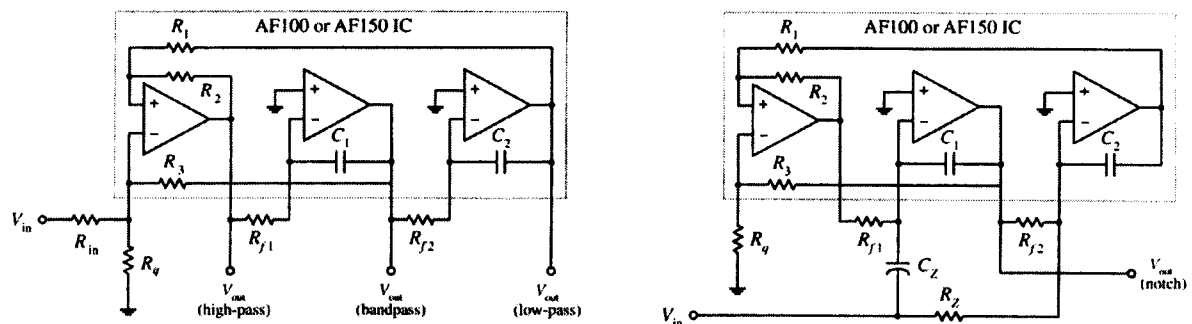 AF100 or AF150 IC
R1
R2
+
−
C1
+
−
C2
+
−
R3
Vin
Rin
Rq
Rf1
Rf2
Vout
(high-pass)
Vout
(bandpass)
Vout
(low-pass)
AF100 or AF150 IC
R1
R2
+
−
C1
+
−
C2
+
−
R3
Rq
Rf1
Rf2
CZ
Vout
(notch)
RZ
Vin